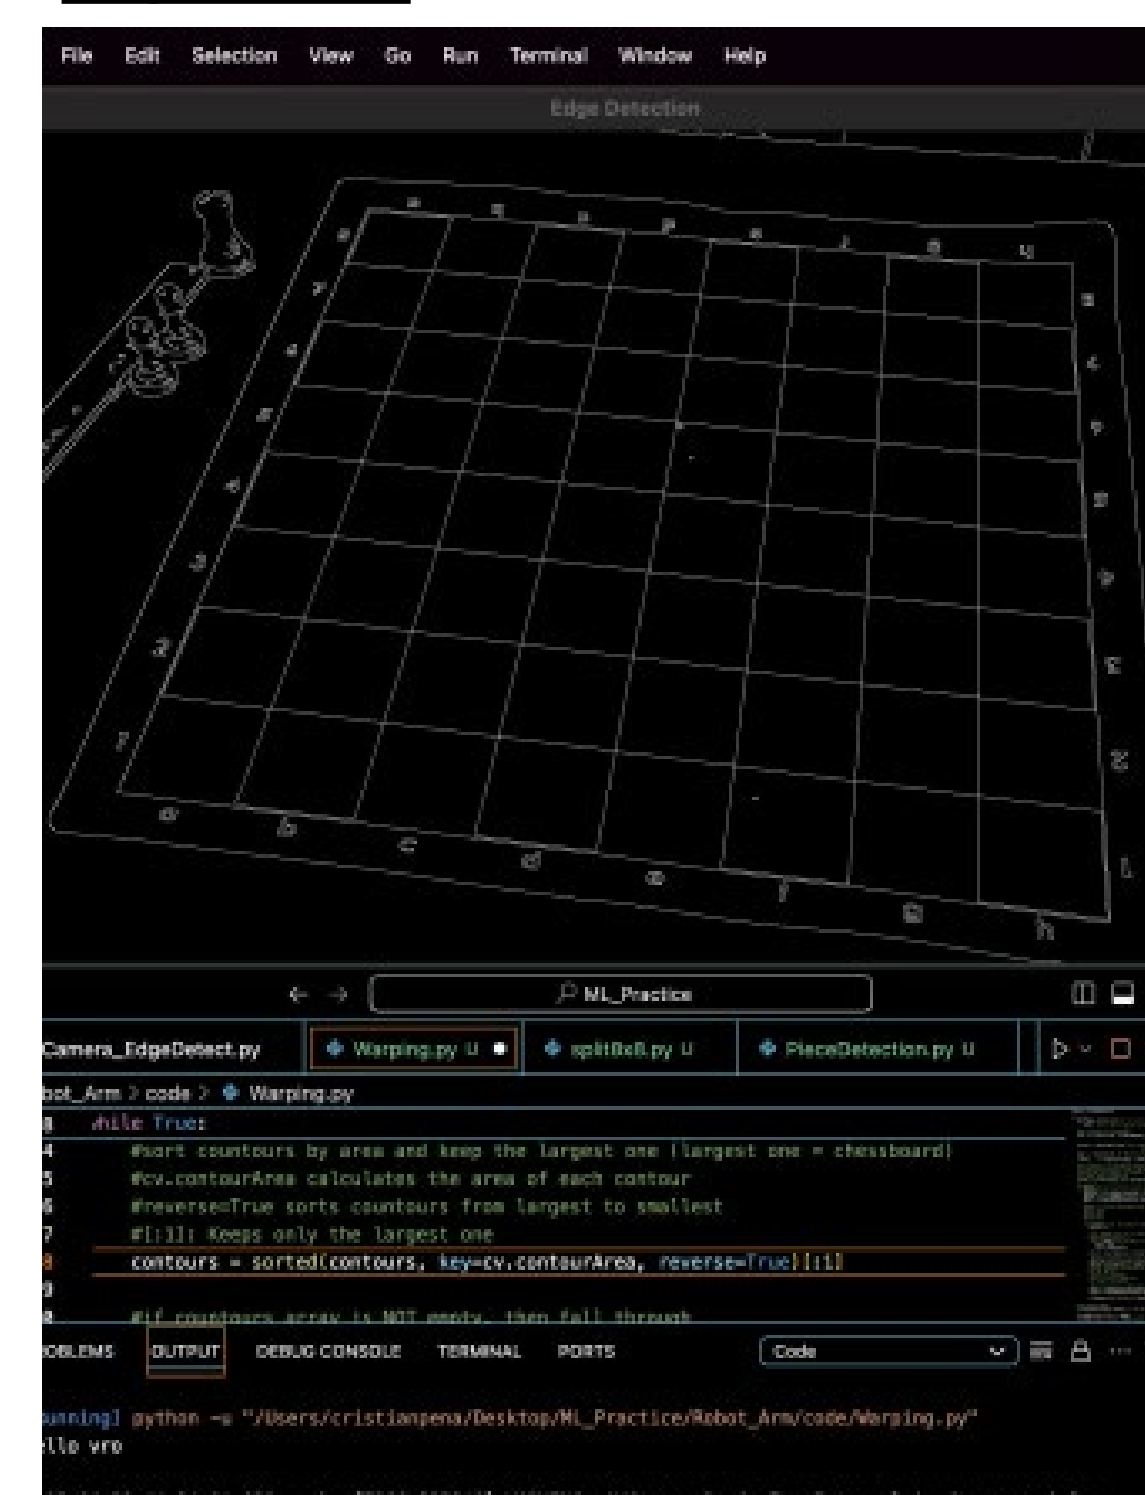 File Edit Selection View Go Run Terminal Window Help
Edge Detection
a
b
c
d
e
f
g
h
ML_Practice
Camera_EdgeDetect.py Warping.py U split8x8.py U PieceDetection.py U
bot_Arm > code > Warping.py
while True:
#sort countours by area and keep the largest one (largest one = chessboard)
#cv.contourArea calculates the area of each contour
#reverse=True sorts countours from largest to smallest
#[:1]: Keeps only the largest one
contours = sorted(contours, key=cv.contourArea, reverse=True)[:1]
#if countours array is NOT empty, then fall through
OBLEMS OUTPUT DEBUG CONSOLE TERMINAL PORTS Code
unning] python -u "/Users/cristianpena/Desktop/ML_Practice/Robot_Arm/code/Warping.py"
ello vro